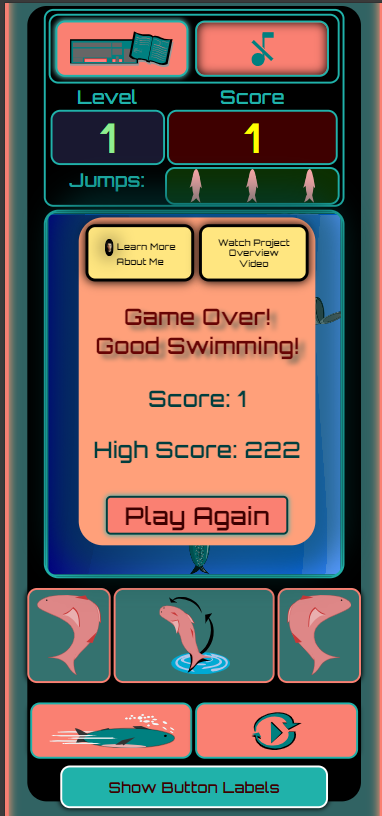 Level Score
1 1
Jumps:
Learn More
About Me
Watch Project
Overview
Video
Game Over!
Good Swimming!
Score: 1
High Score: 222
Play Again
Show Button Labels